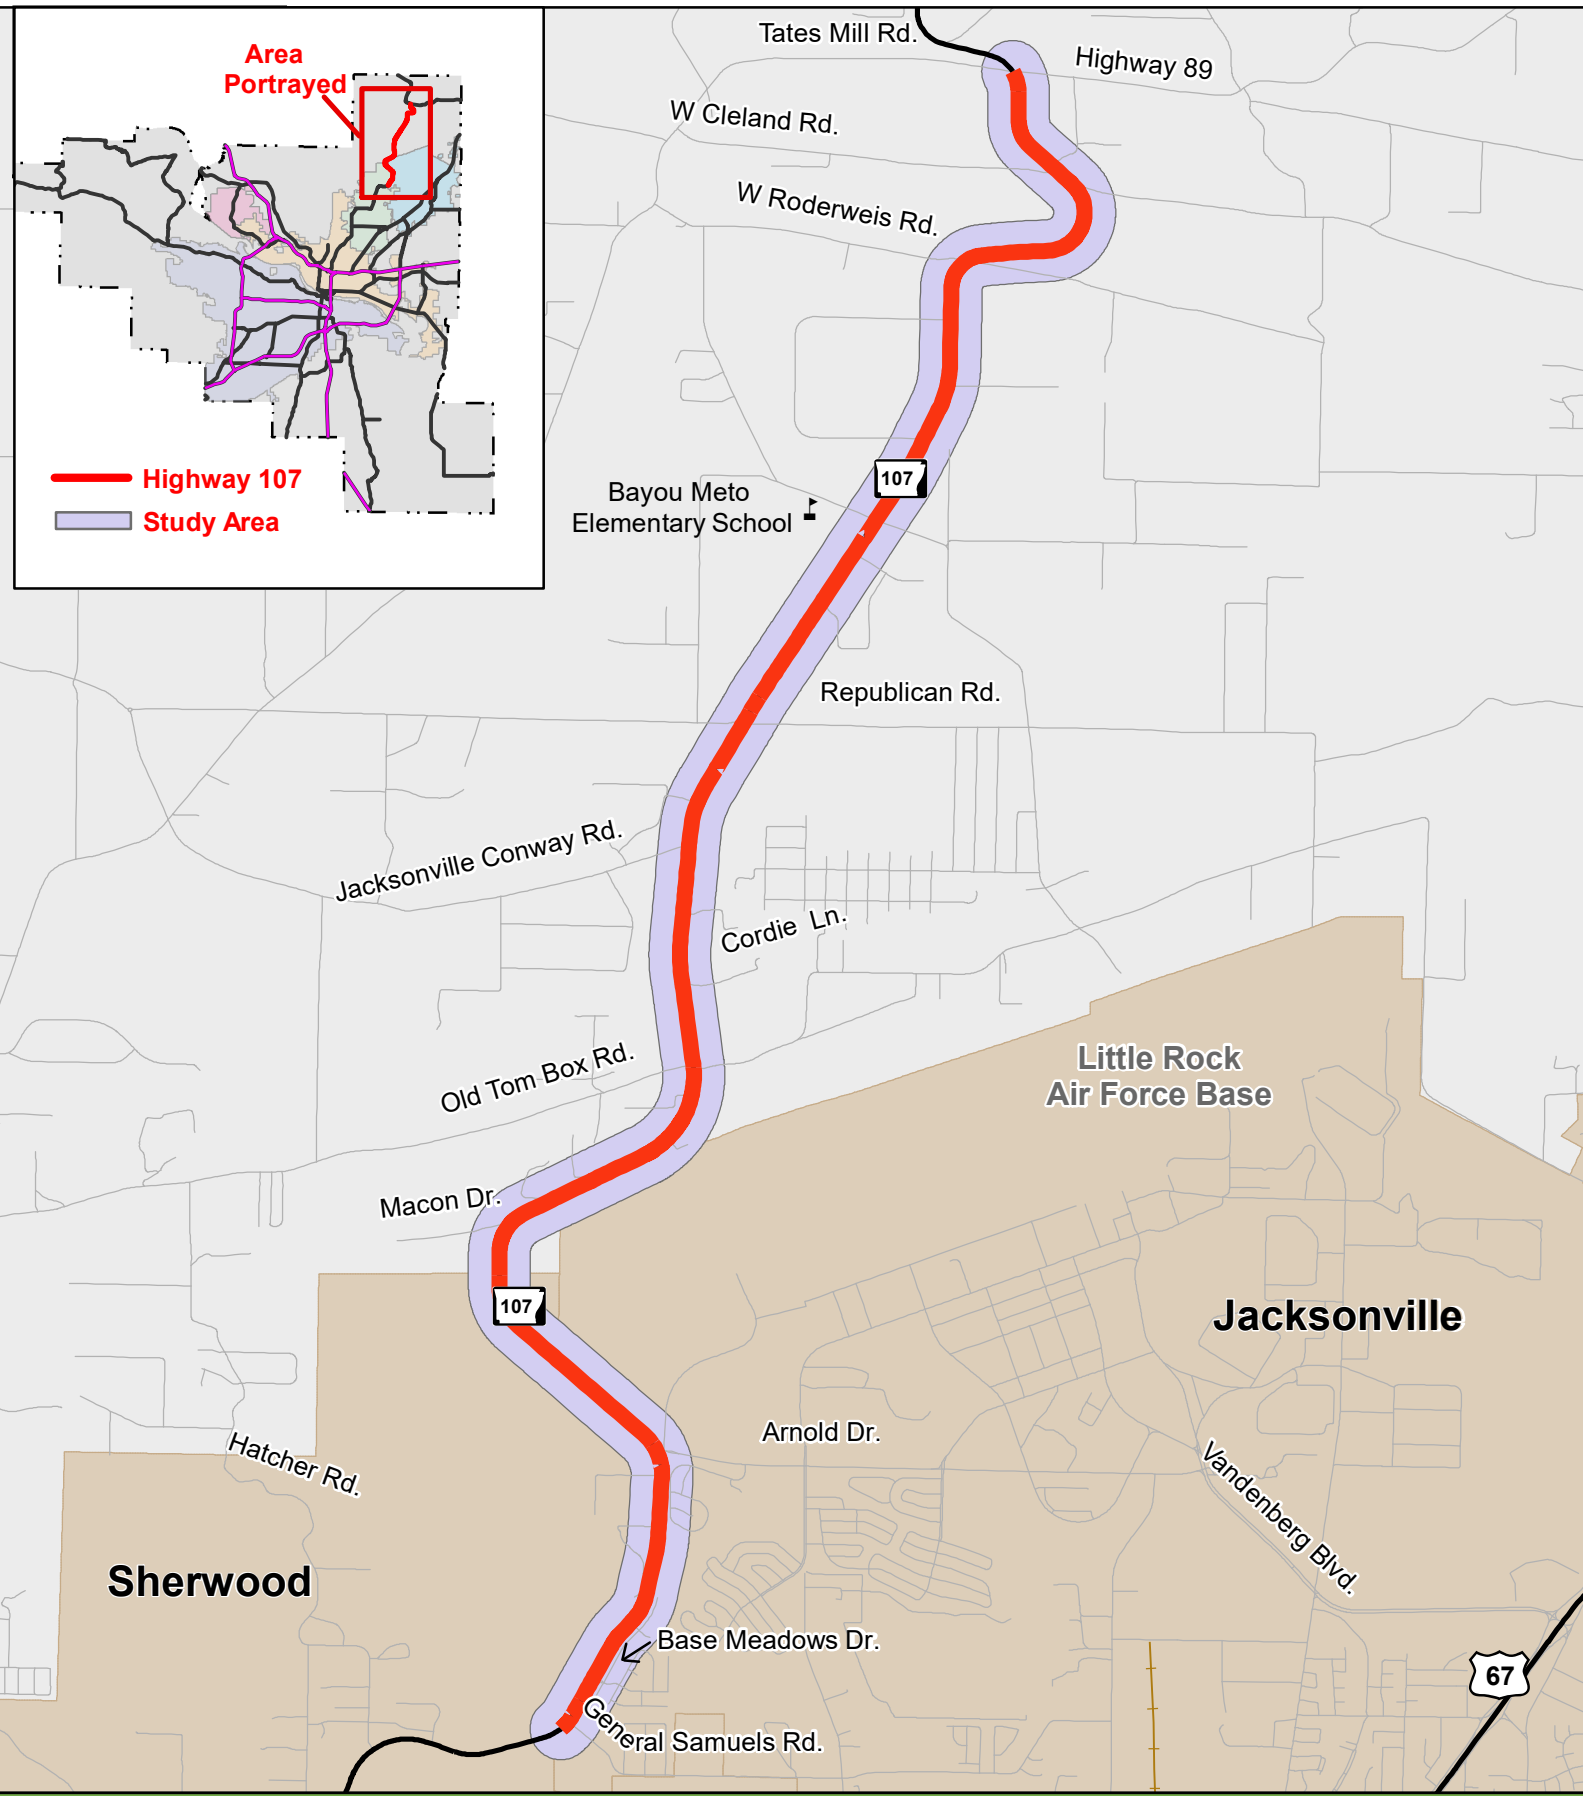 Area
Portrayed
Highway 107
Study Area
Tates Mill Rd.
Highway 89
W Cleland Rd.
W Roderweis Rd.
107
Bayou Meto
Elementary School
Republican Rd.
Jacksonville Conway Rd.
Cordie Ln.
Old Tom Box Rd.
Little Rock
Air Force Base
Macon Dr.
107
Jacksonville
Arnold Dr.
Hatcher Rd.
Vandenberg Blvd.
Sherwood
Base Meadows Dr.
67
General Samuels Rd.